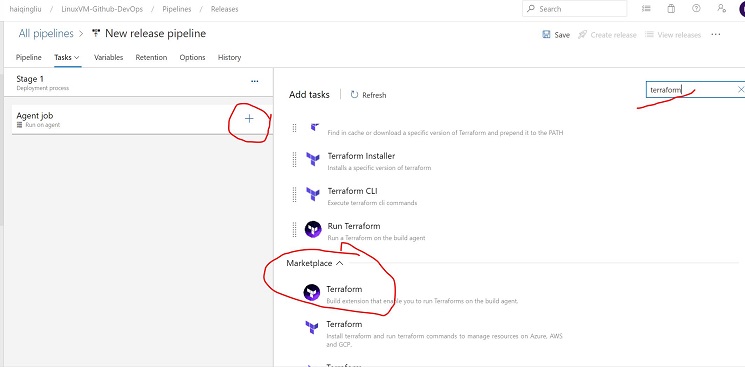 haiqingliu / LinuxVM-Github-DevOps / Pipelines / Releases
Search
All pipelines > New release pipeline
Save Create release View releases ...
Pipeline Tasks Variables Retention Options History
Stage 1
Deployment process
...
Agent job
Run on agent
+
Add tasks | Refresh
terraform
Find in cache or download a specific version of Terraform and prepend it to the PATH
Terraform Installer
Installs a specific version of terraform
Terraform CLI
Execute terraform cli commands
Run Terraform
Run a Terraform on the build agent
Marketplace
Terraform
Build extension that enable you to run Terraforms on the build agent.
Terraform
Install terraform and run terraform commands to manage resources on Azure, AWS
and GCP.